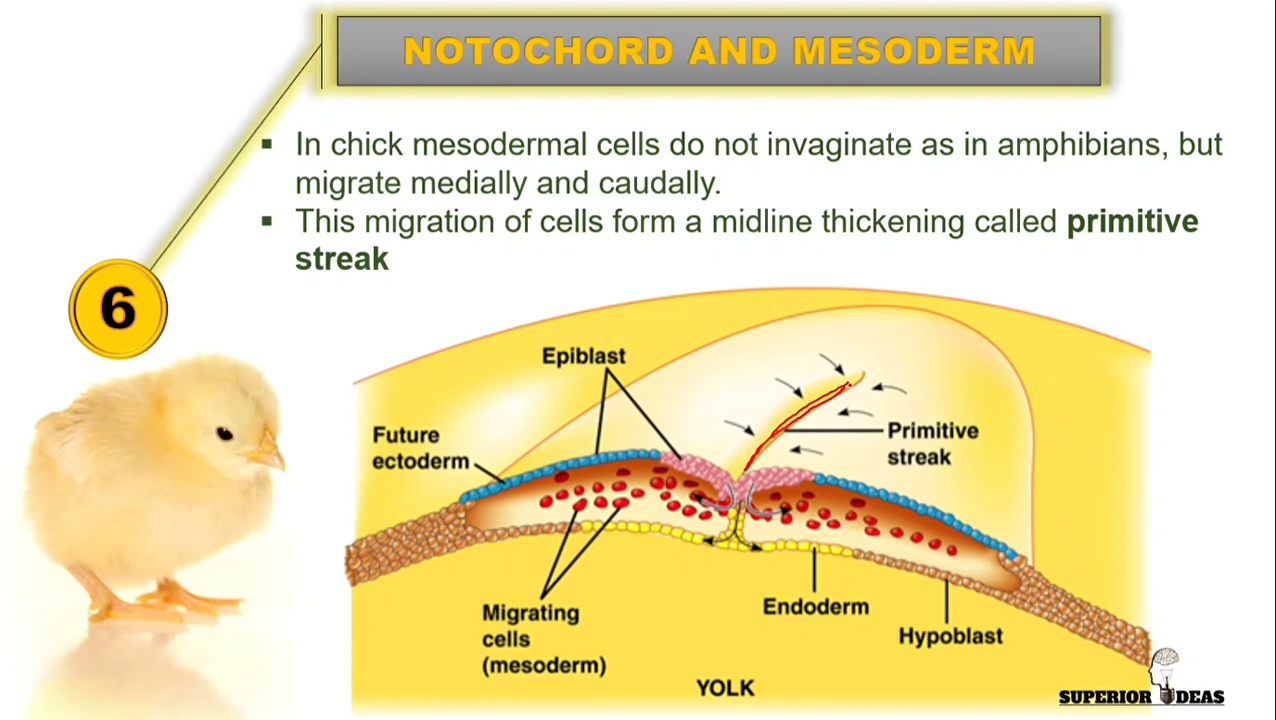 NOTOCHORD AND MESODERM
▪ In chick mesodermal cells do not invaginate as in amphibians, but
migrate medially and caudally.
▪ This migration of cells form a midline thickening called primitive
streak
6
Epiblast
Future
ectoderm
Primitive
streak
Migrating
cells
(mesoderm)
Endoderm
Hypoblast
YOLK
SUPERIOR IDEAS